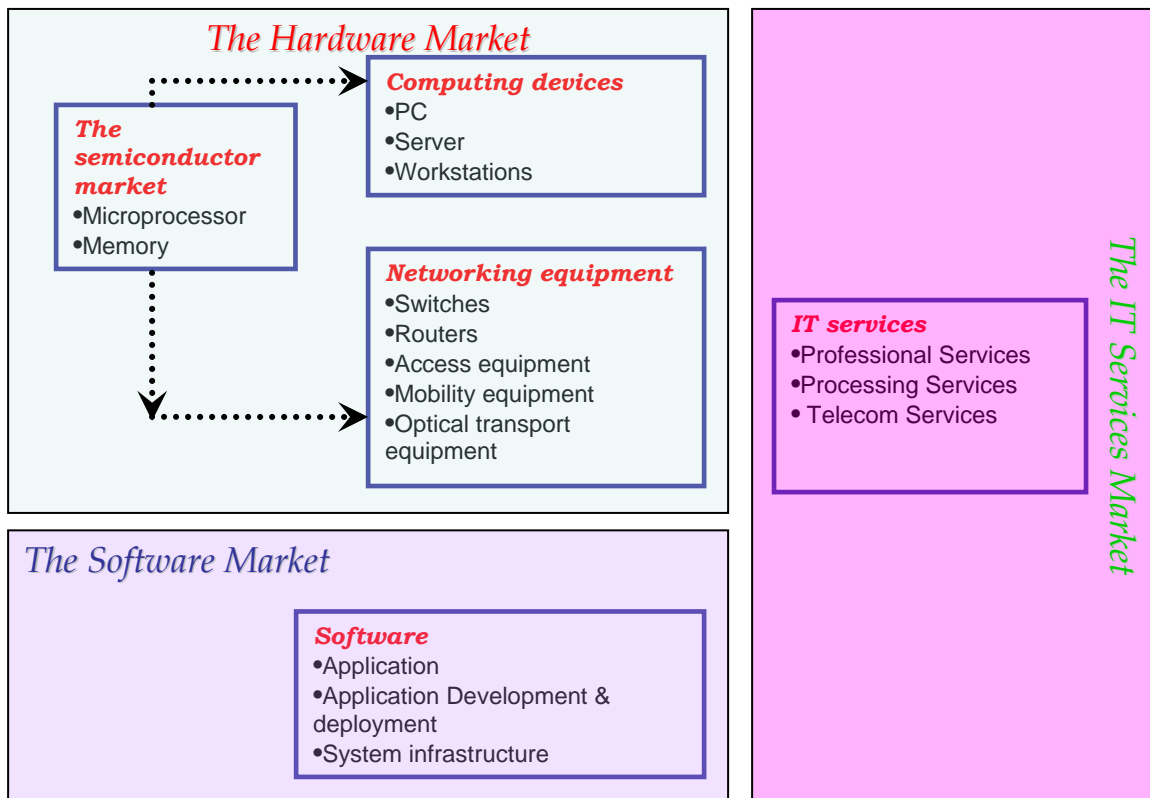 The Hardware Market
The
semiconductor
market
•Microprocessor
•Memory
Computing devices
•PC
•Server
•Workstations
Networking equipment
•Switches
•Routers
•Access equipment
•Mobility equipment
•Optical transport
equipment
The Software Market
Software
•Application
•Application Development &
deployment
•System infrastructure
IT services
•Professional Services
•Processing Services
• Telecom Services
The IT Services Market